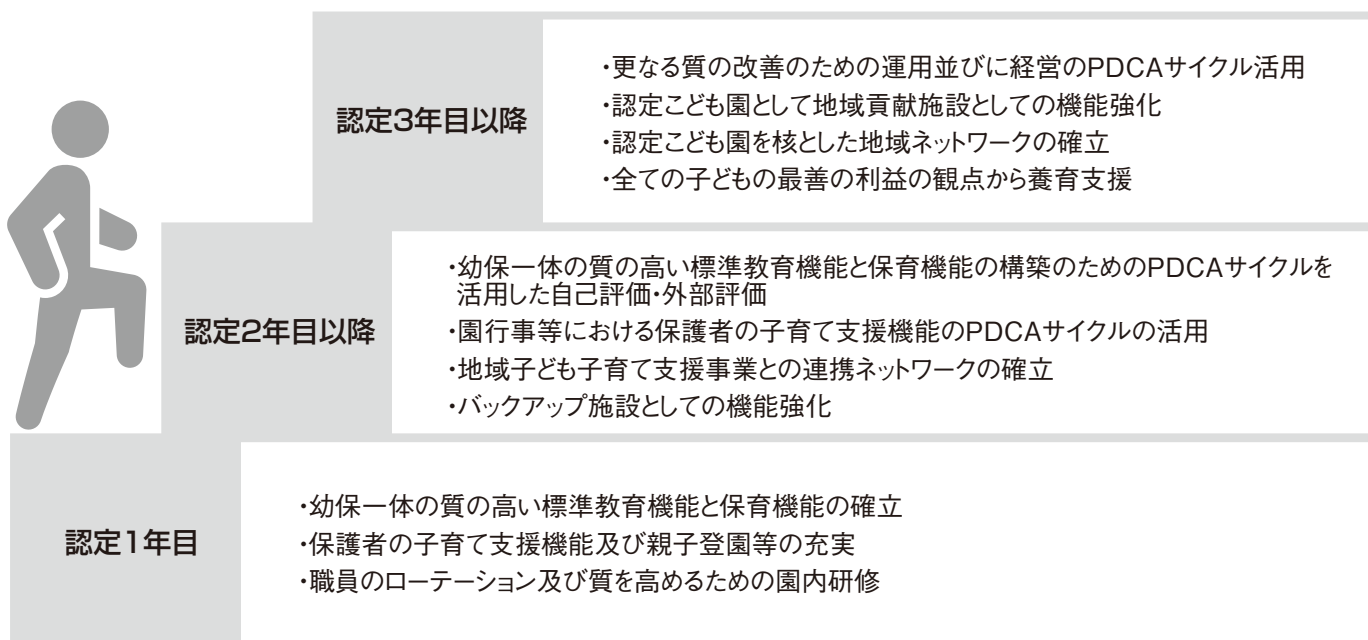 認定3年目以降
・更なる質の改善のための運用並びに経営のPDCAサイクル活用
・認定こども園として地域貢献施設としての機能強化
・認定こども園を核とした地域ネットワークの確立
・全ての子どもの最善の利益の観点から養育支援
認定2年目以降
・幼保一体の質の高い標準教育機能と保育機能の構築のためのPDCAサイクルを
活用した自己評価・外部評価
・園行事等における保護者の子育て支援機能のPDCAサイクルの活用
・地域子ども子育て支援事業との連携ネットワークの確立
・バックアップ施設としての機能強化
認定1年目
・幼保一体の質の高い標準教育機能と保育機能の確立
・保護者の子育て支援機能及び親子登園等の充実
・職員のローテーション及び質を高めるための園内研修